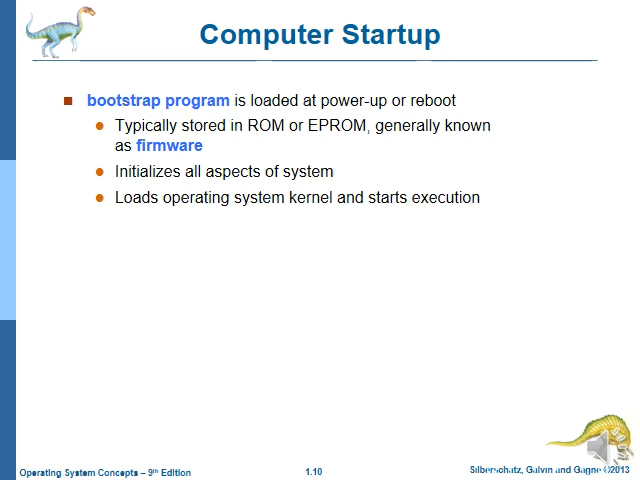 Computer Startup
bootstrap program is loaded at power-up or reboot
Typically stored in ROM or EPROM, generally known
as firmware
Initializes all aspects of system
Loads operating system kernel and starts execution
Operating System Concepts – 9th Edition
1.10
Silberschatz, Galvin and Gagne ©2013